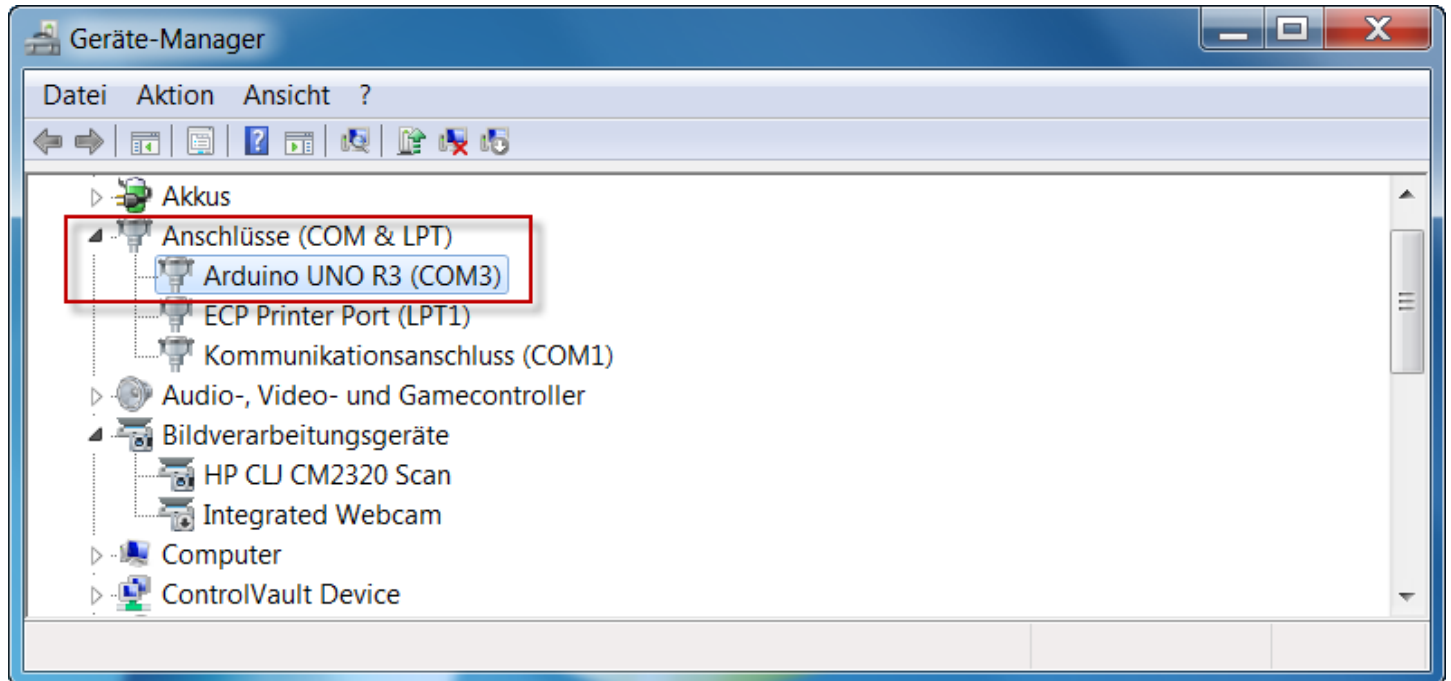 Geräte-Manager
Datei Aktion Ansicht ?
Akkus
Anschlüsse (COM & LPT)
Arduino UNO R3 (COM3)
ECP Printer Port (LPT1)
Kommunikationsanschluss (COM1)
Audio-, Video- und Gamecontroller
Bildverarbeitungsgeräte
HP CLJ CM2320 Scan
Integrated Webcam
Computer
ControlVault Device